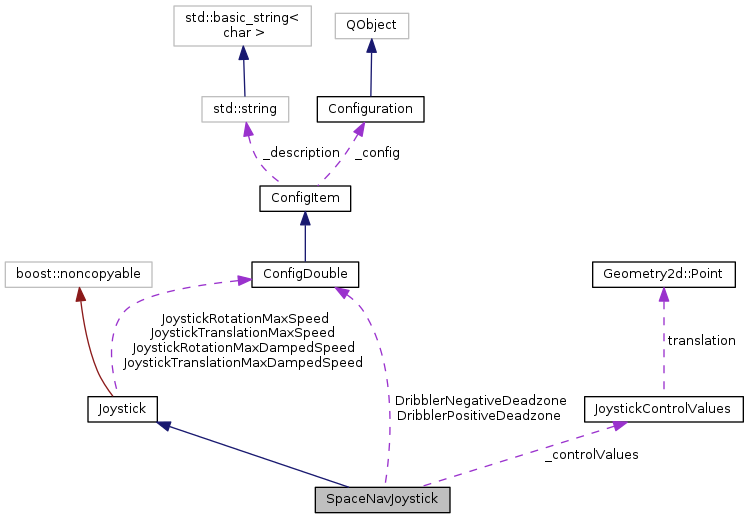 std::basic_string<
char >
QObject
std::string
Configuration
_description
_config
ConfigItem
boost::noncopyable
ConfigDouble
Geometry2d::Point
JoystickRotationMaxSpeed
JoystickTranslationMaxSpeed
JoystickRotationMaxDampedSpeed
JoystickTranslationMaxDampedSpeed
translation
DribblerNegativeDeadzone
DribblerPositiveDeadzone
Joystick
JoystickControlValues
_controlValues
SpaceNavJoystick